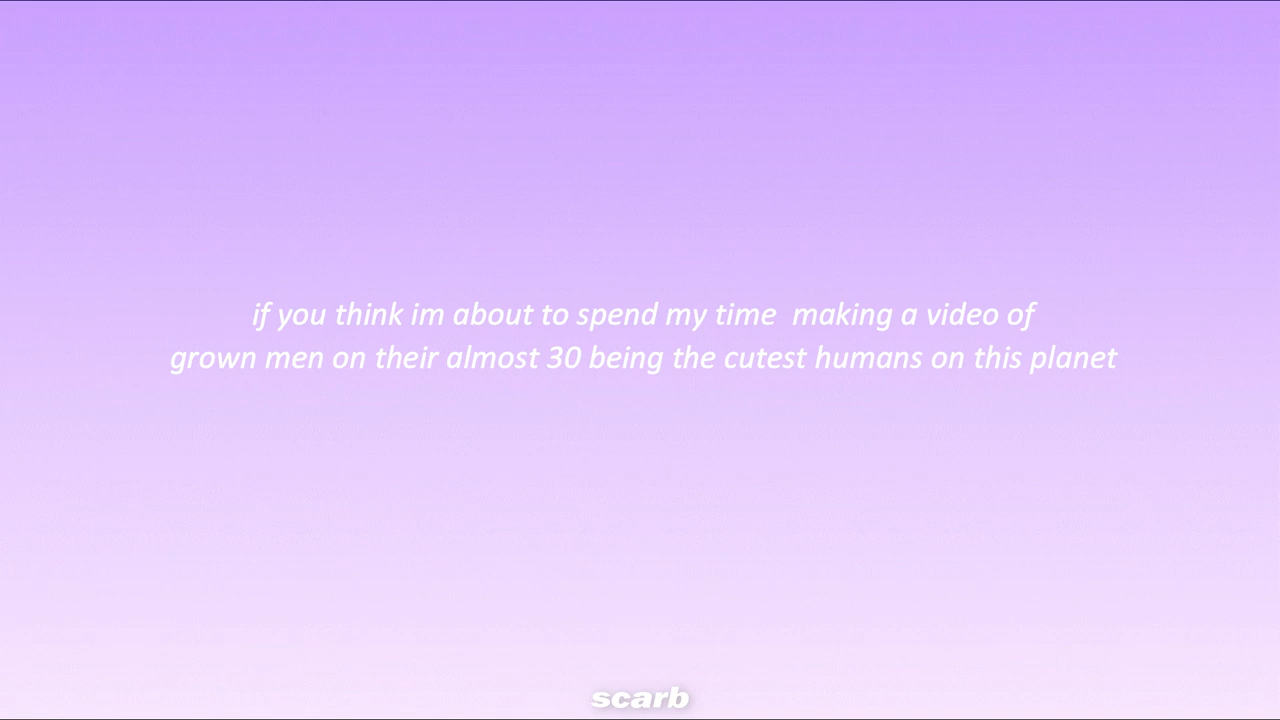 if you think im about to spend my time  making a video of
grown men on their almost 30 being the cutest humans on this planet
scarb